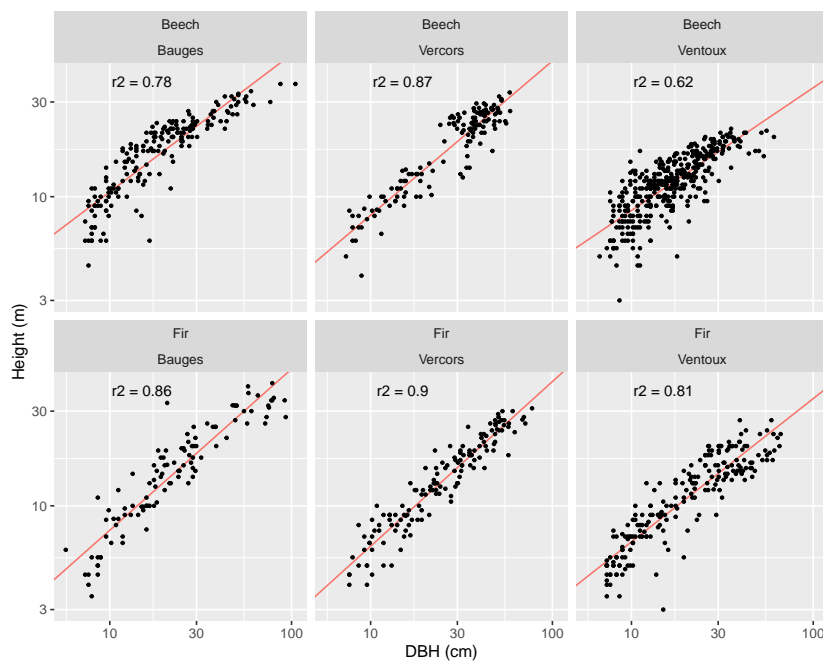 Beech
Bauges
Beech
Vercors
Beech
Ventoux
r2 = 0.78
r2 = 0.87
r2 = 0.62
30
10
3
Fir
Bauges
Fir
Vercors
Fir
Ventoux
r2 = 0.86
r2 = 0.9
r2 = 0.81
30
10
3
10
30
100
10
30
100
10
30
100
DBH (cm)
Height (m)